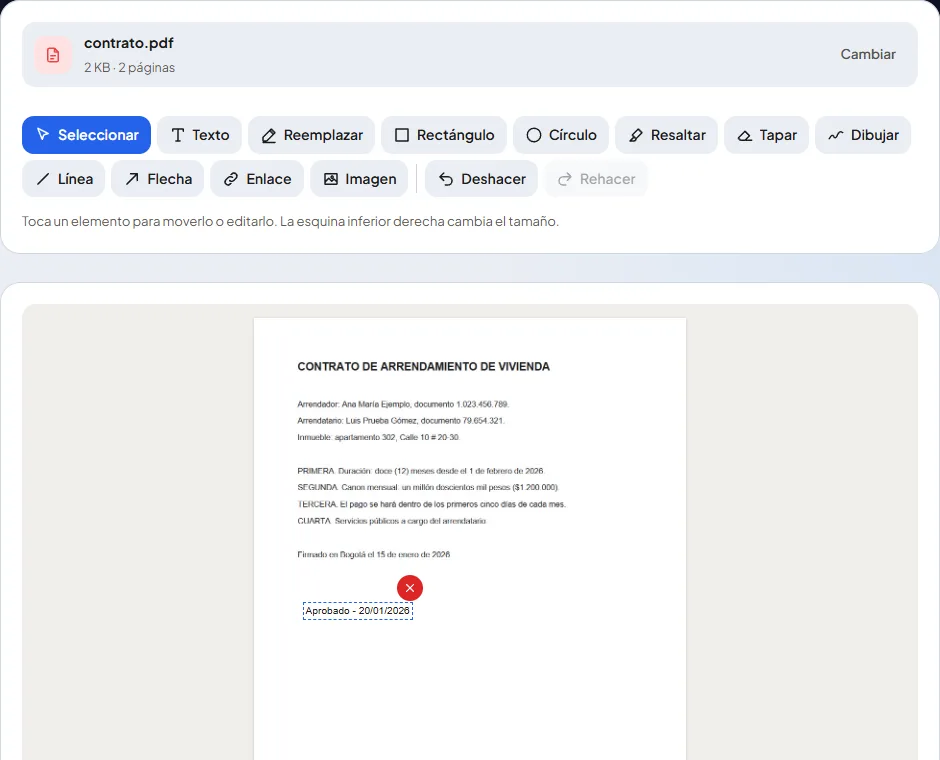 contrato.pdf
2 KB · 2 páginas
Cambiar
Seleccionar
Texto
Reemplazar
Rectángulo
Círculo
Resaltar
Tapar
Dibujar
Línea
Flecha
Enlace
Imagen
Deshacer
Rehacer
Toca un elemento para moverlo o editarlo. La esquina inferior derecha cambia el tamaño.
CONTRATO DE ARRENDAMIENTO DE VIVIENDA
Arrendador: Ana María Ejemplo, documento 1.023.456.789.
Arrendatario: Luis Prueba Gómez, documento 79.654.321.
Inmueble: apartamento 302, Calle 10 # 20-30.
PRIMERA. Duración: doce (12) meses desde el 1 de febrero de 2026.
SEGUNDA. Canon mensual: un millón doscientos mil pesos ($1.200.000).
TERCERA. El pago se hará dentro de los primeros cinco días de cada mes.
CUARTA. Servicios públicos a cargo del arrendatario.
Firmado en Bogotá el 15 de enero de 2026.
Aprobado - 20/01/2026